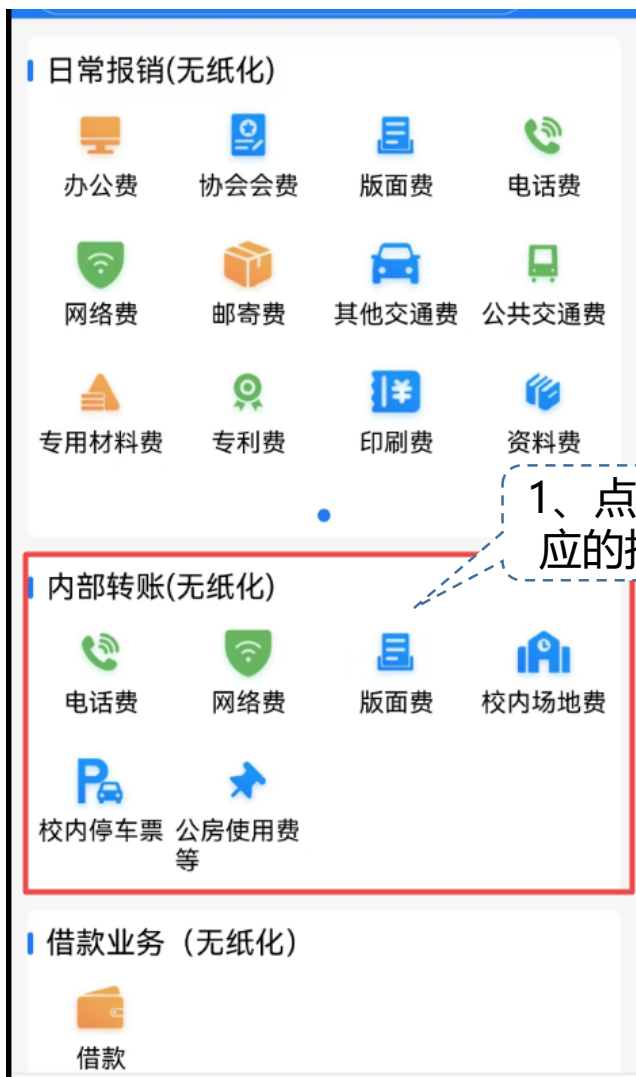 日常报销(无纸化)
办公费 协会会费 版面费 电话费
网络费 邮寄费 其他交通费 公共交通费
专用材料费 专利费 印刷费 资料费
1、点
应的
内部转账(无纸化)
电话费 网络费 版面费 校内场地费
校内停车票 公房使用费
等
借款业务（无纸化）
借款